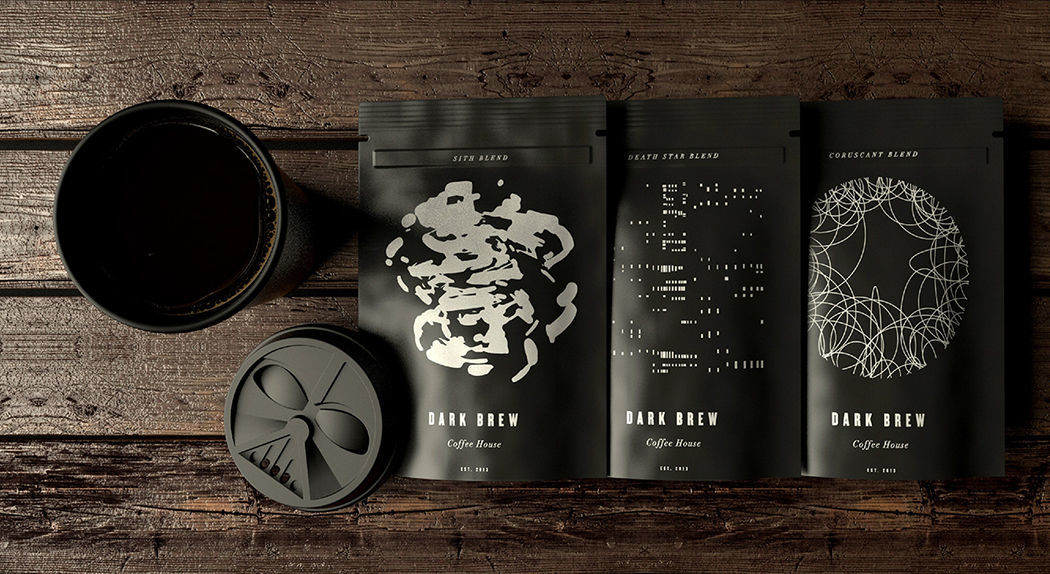 SITH BLEND
DARK BREW
Coffee House
EST. 2013
DEATH STAR BLEND
DARK BREW
Coffee House
EST. 2013
CORUSCANT BLEND
DARK BREW
Coffee House
EST. 2013